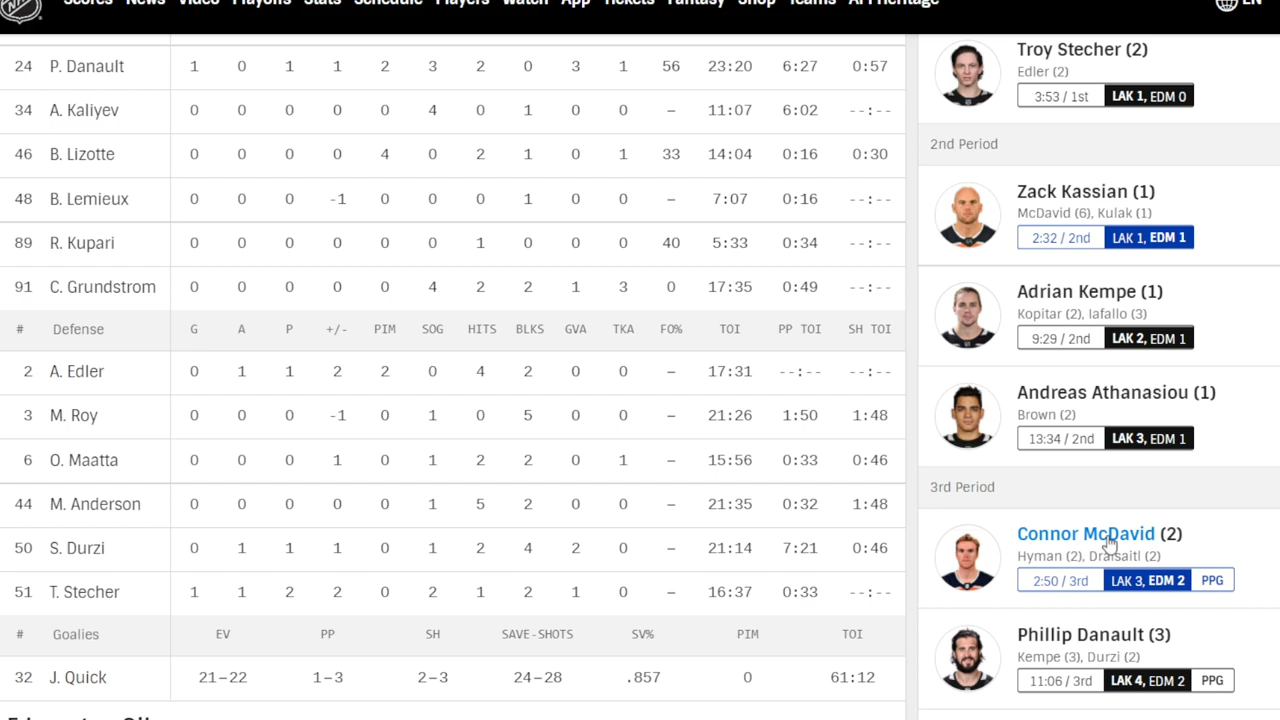 Scores News Video Playoffs Stats Schedule Players Watch App Tickets Fantasy Shop Teams EN
24 P. Danault 1 0 1 1 2 3 2 0 3 1 56 23:20 6:27 0:57
34 A. Kaliyev 0 0 0 0 0 4 0 1 0 0 – 11:07 6:02 --:--
46 B. Lizotte 0 0 0 0 4 0 2 1 0 1 33 14:04 0:16 0:30
48 B. Lemieux 0 0 0 -1 0 0 0 1 0 0 – 7:07 0:16 --:--
89 R. Kupari 0 0 0 0 0 0 1 0 0 0 40 5:33 0:34 --:--
91 C. Grundstrom 0 0 0 0 0 4 2 2 1 3 0 17:35 0:49 --:--
# Defense G A P +/- PIM SOG HITS BLKS GVA TKA FO% TOI PP TOI SH TOI
2 A. Edler 0 1 1 2 2 0 4 2 0 0 – 17:31 --:-- --:--
3 M. Roy 0 0 0 -1 0 1 0 5 0 0 – 21:26 1:50 1:48
6 O. Maatta 0 0 0 1 0 1 2 2 0 1 – 15:56 0:33 0:46
44 M. Anderson 0 0 0 0 0 1 5 2 0 0 – 21:35 0:32 1:48
50 S. Durzi 0 1 1 1 0 1 2 4 2 0 – 21:14 7:21 0:46
51 T. Stecher 1 1 2 2 0 2 1 2 1 0 – 16:37 0:33 --:--
# Goalies EV PP SH SAVE-SHOTS SV% PIM TOI
32 J. Quick 21–22 1–3 2–3 24–28 .857 0 61:12
Troy Stecher (2)
Edler (2)
3:53 / 1st LAK 1, EDM 0
2nd Period
Zack Kassian (1)
McDavid (6), Kulak (1)
2:32 / 2nd LAK 1, EDM 1
Adrian Kempe (1)
Kopitar (2), Iafallo (3)
9:29 / 2nd LAK 2, EDM 1
Andreas Athanasiou (1)
Brown (2)
13:34 / 2nd LAK 3, EDM 1
3rd Period
Connor McDavid (2)
Hyman (2), Draisaitl (2)
2:50 / 3rd LAK 3, EDM 2 PPG
Phillip Danault (3)
Kempe (3), Durzi (2)
11:06 / 3rd LAK 4, EDM 2 PPG